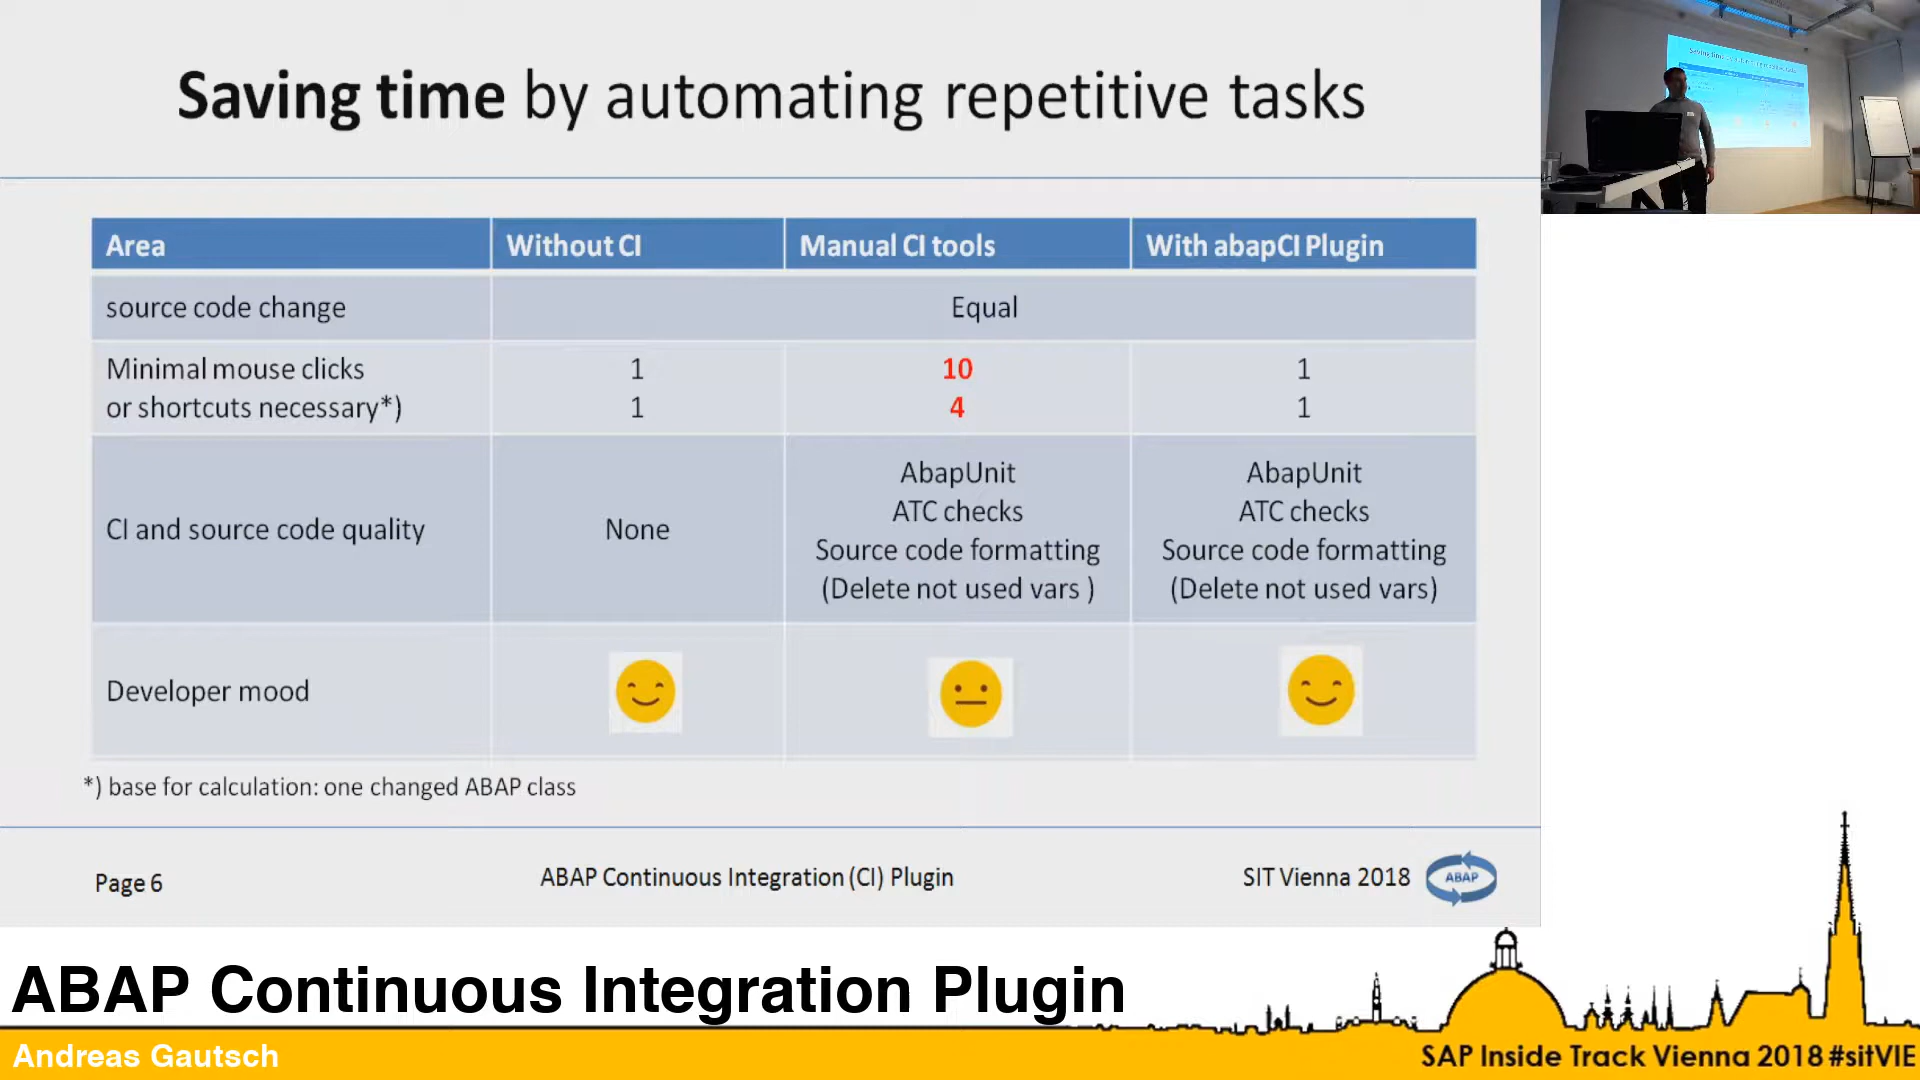 Saving time by automating repetitive tasks
Area Without CI Manual CI tools With abapCI Plugin
source code change Equal
Minimal mouse clicks 1 10 1
or shortcuts necessary*) 1 4 1
CI and source code quality None
AbapUnit
ATC checks
Source code formatting
(Delete not used vars )
AbapUnit
ATC checks
Source code formatting
(Delete not used vars)
Developer mood
*) base for calculation: one changed ABAP class
Page 6 ABAP Continuous Integration (CI) Plugin SIT Vienna 2018 ABAP
ABAP Continuous Integration Plugin
Andreas Gautsch
SAP Inside Track Vienna 2018 #sitVIE